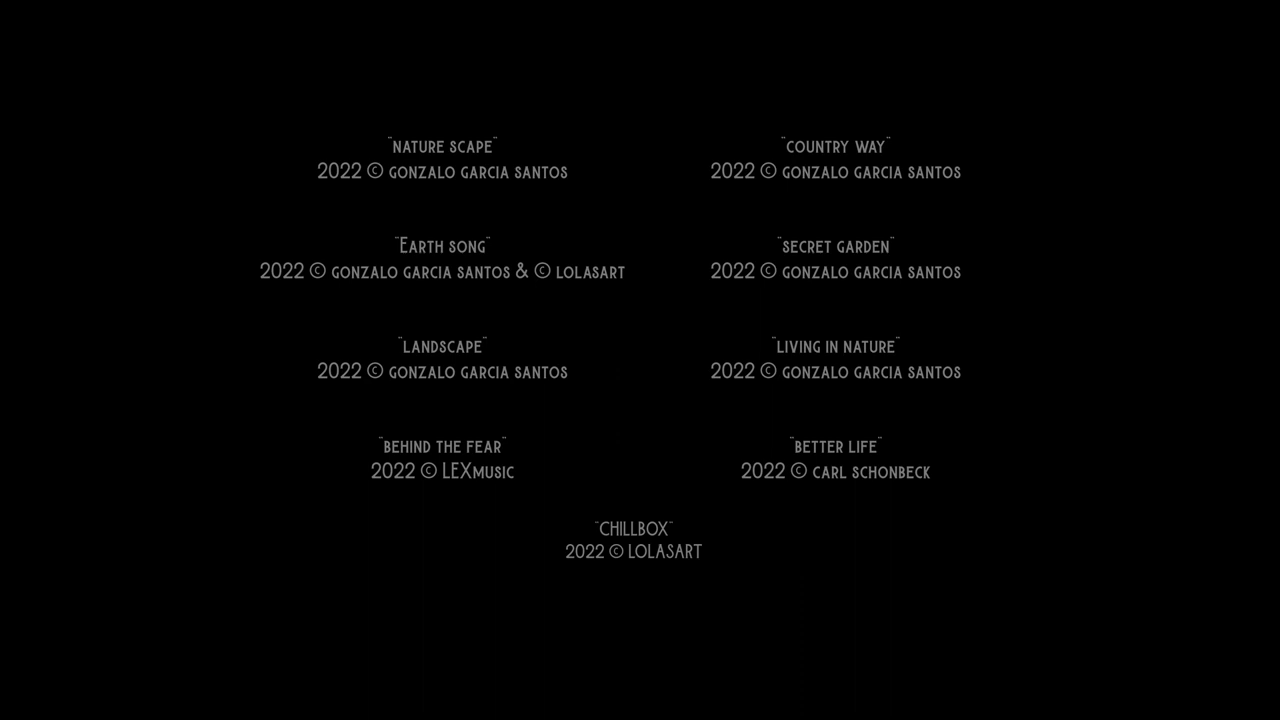 ¨NATURE SCAPE¨
2022 © GONZALO GARCIA SANTOS
¨COUNTRY WAY¨
2022 © GONZALO GARCIA SANTOS
¨EARTH SONG¨
2022 © GONZALO GARCIA SANTOS & © LOLASART
¨SECRET GARDEN¨
2022 © GONZALO GARCIA SANTOS
¨LANDSCAPE¨
2022 © GONZALO GARCIA SANTOS
¨LIVING IN NATURE¨
2022 © GONZALO GARCIA SANTOS
¨BEHIND THE FEAR¨
2022 © LEXMUSIC
¨BETTER LIFE¨
2022 © CARL SCHONBECK
¨CHILLBOX¨
2022 © LOLASART